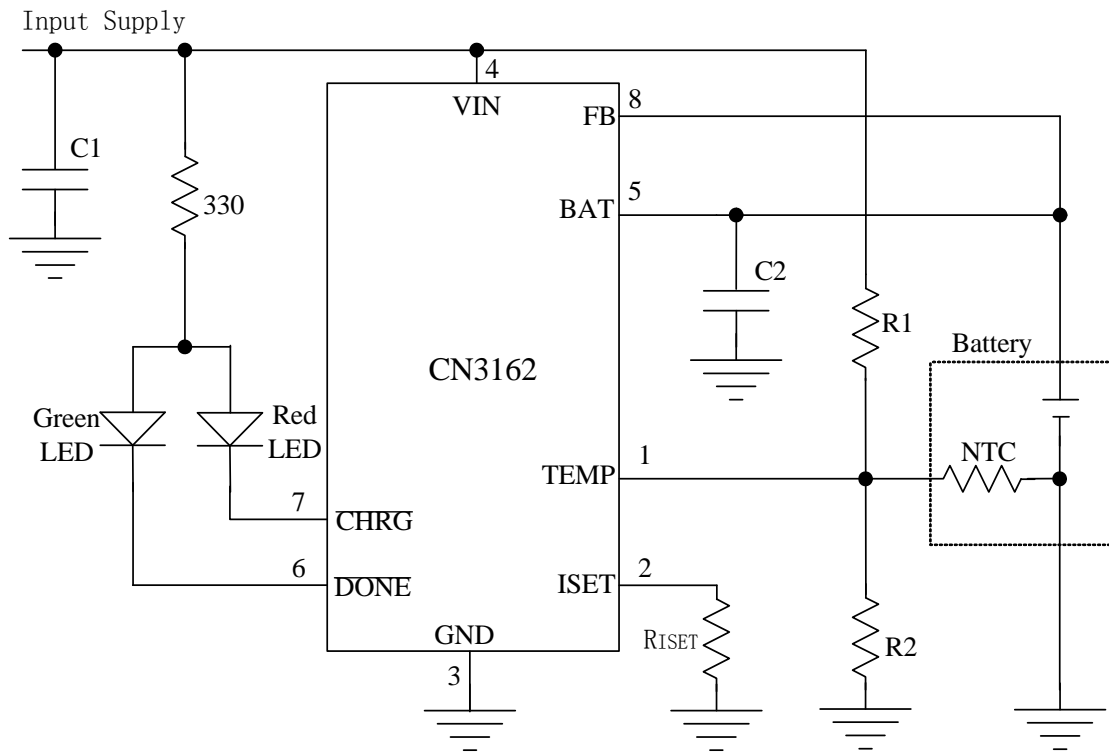 Input Supply
4
VIN
8
FB
C1
330
5
BAT
C2
R1
CN3162
Battery
Green
LED
Red
LED
1
TEMP
NTC
7
CHRG
6
DONE
2
ISET
GND
3
RISET
R2